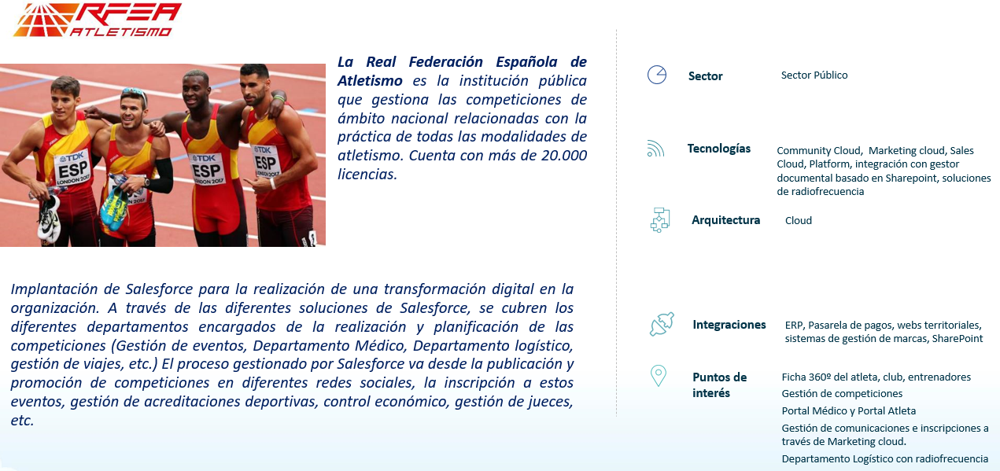 RFEA
ATLETISMO
La Real Federación Española de
Atletismo es la institución pública
que gestiona las competiciones de
ámbito nacional relacionadas con la
práctica de todas las modalidades de
atletismo. Cuenta con más de 20.000
licencias.
TDK
ESP
LONDON 2017
TDK
ESP
LONDON 2017
TDK
ESP
LONDON 2017
Implantación de Salesforce para la realización de una transformación digital en la
organización. A través de las diferentes soluciones de Salesforce, se cubren los
diferentes departamentos encargados de la realización y planificación de las
competiciones (Gestión de eventos, Departamento Médico, Departamento logístico,
gestión de viajes, etc.) El proceso gestionado por Salesforce va desde la publicación y
promoción de competiciones en diferentes redes sociales, la inscripción a estos
eventos, gestión de acreditaciones deportivas, control económico, gestión de jueces,
etc.
Sector
Sector Público
Tecnologías
Community Cloud, Marketing cloud, Sales
Cloud, Platform, integración con gestor
documental basado en Sharepoint, soluciones
de radiofrecuencia
Arquitectura
Cloud
Integraciones
ERP, Pasarela de pagos, webs territoriales,
sistemas de gestión de marcas, SharePoint
Puntos de
interés
Ficha 360º del atleta, club, entrenadores
Gestión de competiciones
Portal Médico y Portal Atleta
Gestión de comunicaciones e inscripciones a
través de Marketing cloud.
Departamento Logístico con radiofrecuencia